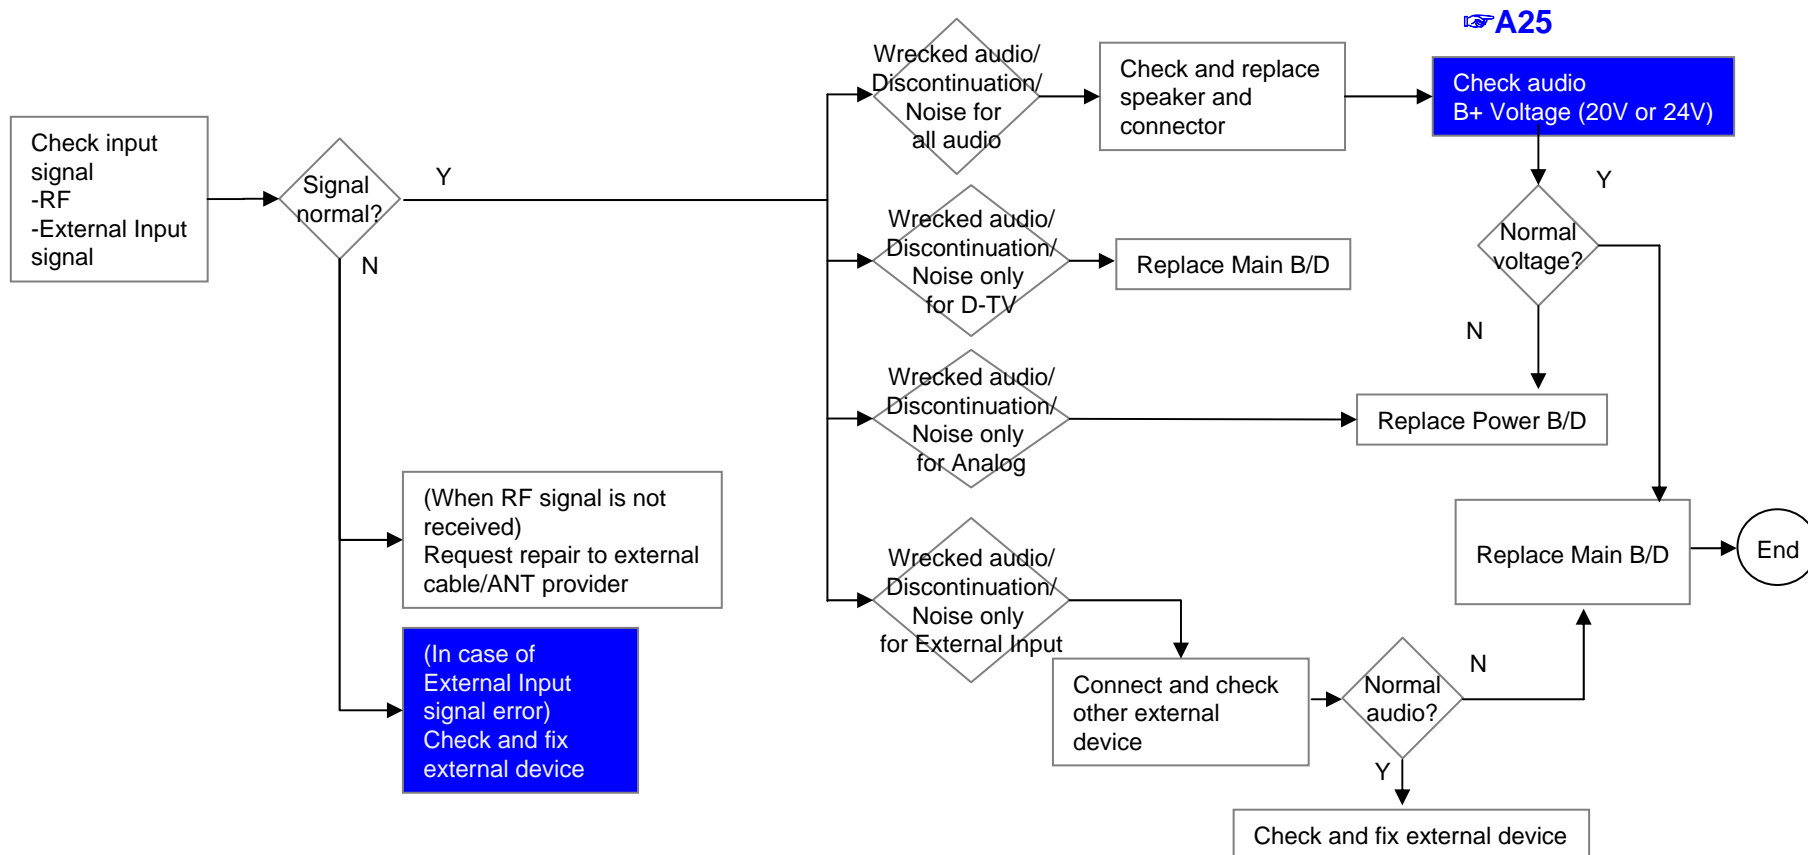 ☞A25
Check input
signal
-RF
-External Input
signal
Signal
normal?
Y
N
(When RF signal is not
received)
Request repair to external
cable/ANT provider
(In case of
External Input
signal error)
Check and fix
external device
Wrecked audio/
Discontinuation/
Noise for
all audio
Check and replace
speaker and
connector
Check audio
B+ Voltage (20V or 24V)
Normal
voltage?
Y
N
Wrecked audio/
Discontinuation/
Noise only
for D-TV
Replace Main B/D
Wrecked audio/
Discontinuation/
Noise only
for Analog
Replace Power B/D
Wrecked audio/
Discontinuation/
Noise only
for External Input
Connect and check
other external
device
Normal
audio?
N
Y
Replace Main B/D
End
Check and fix external device